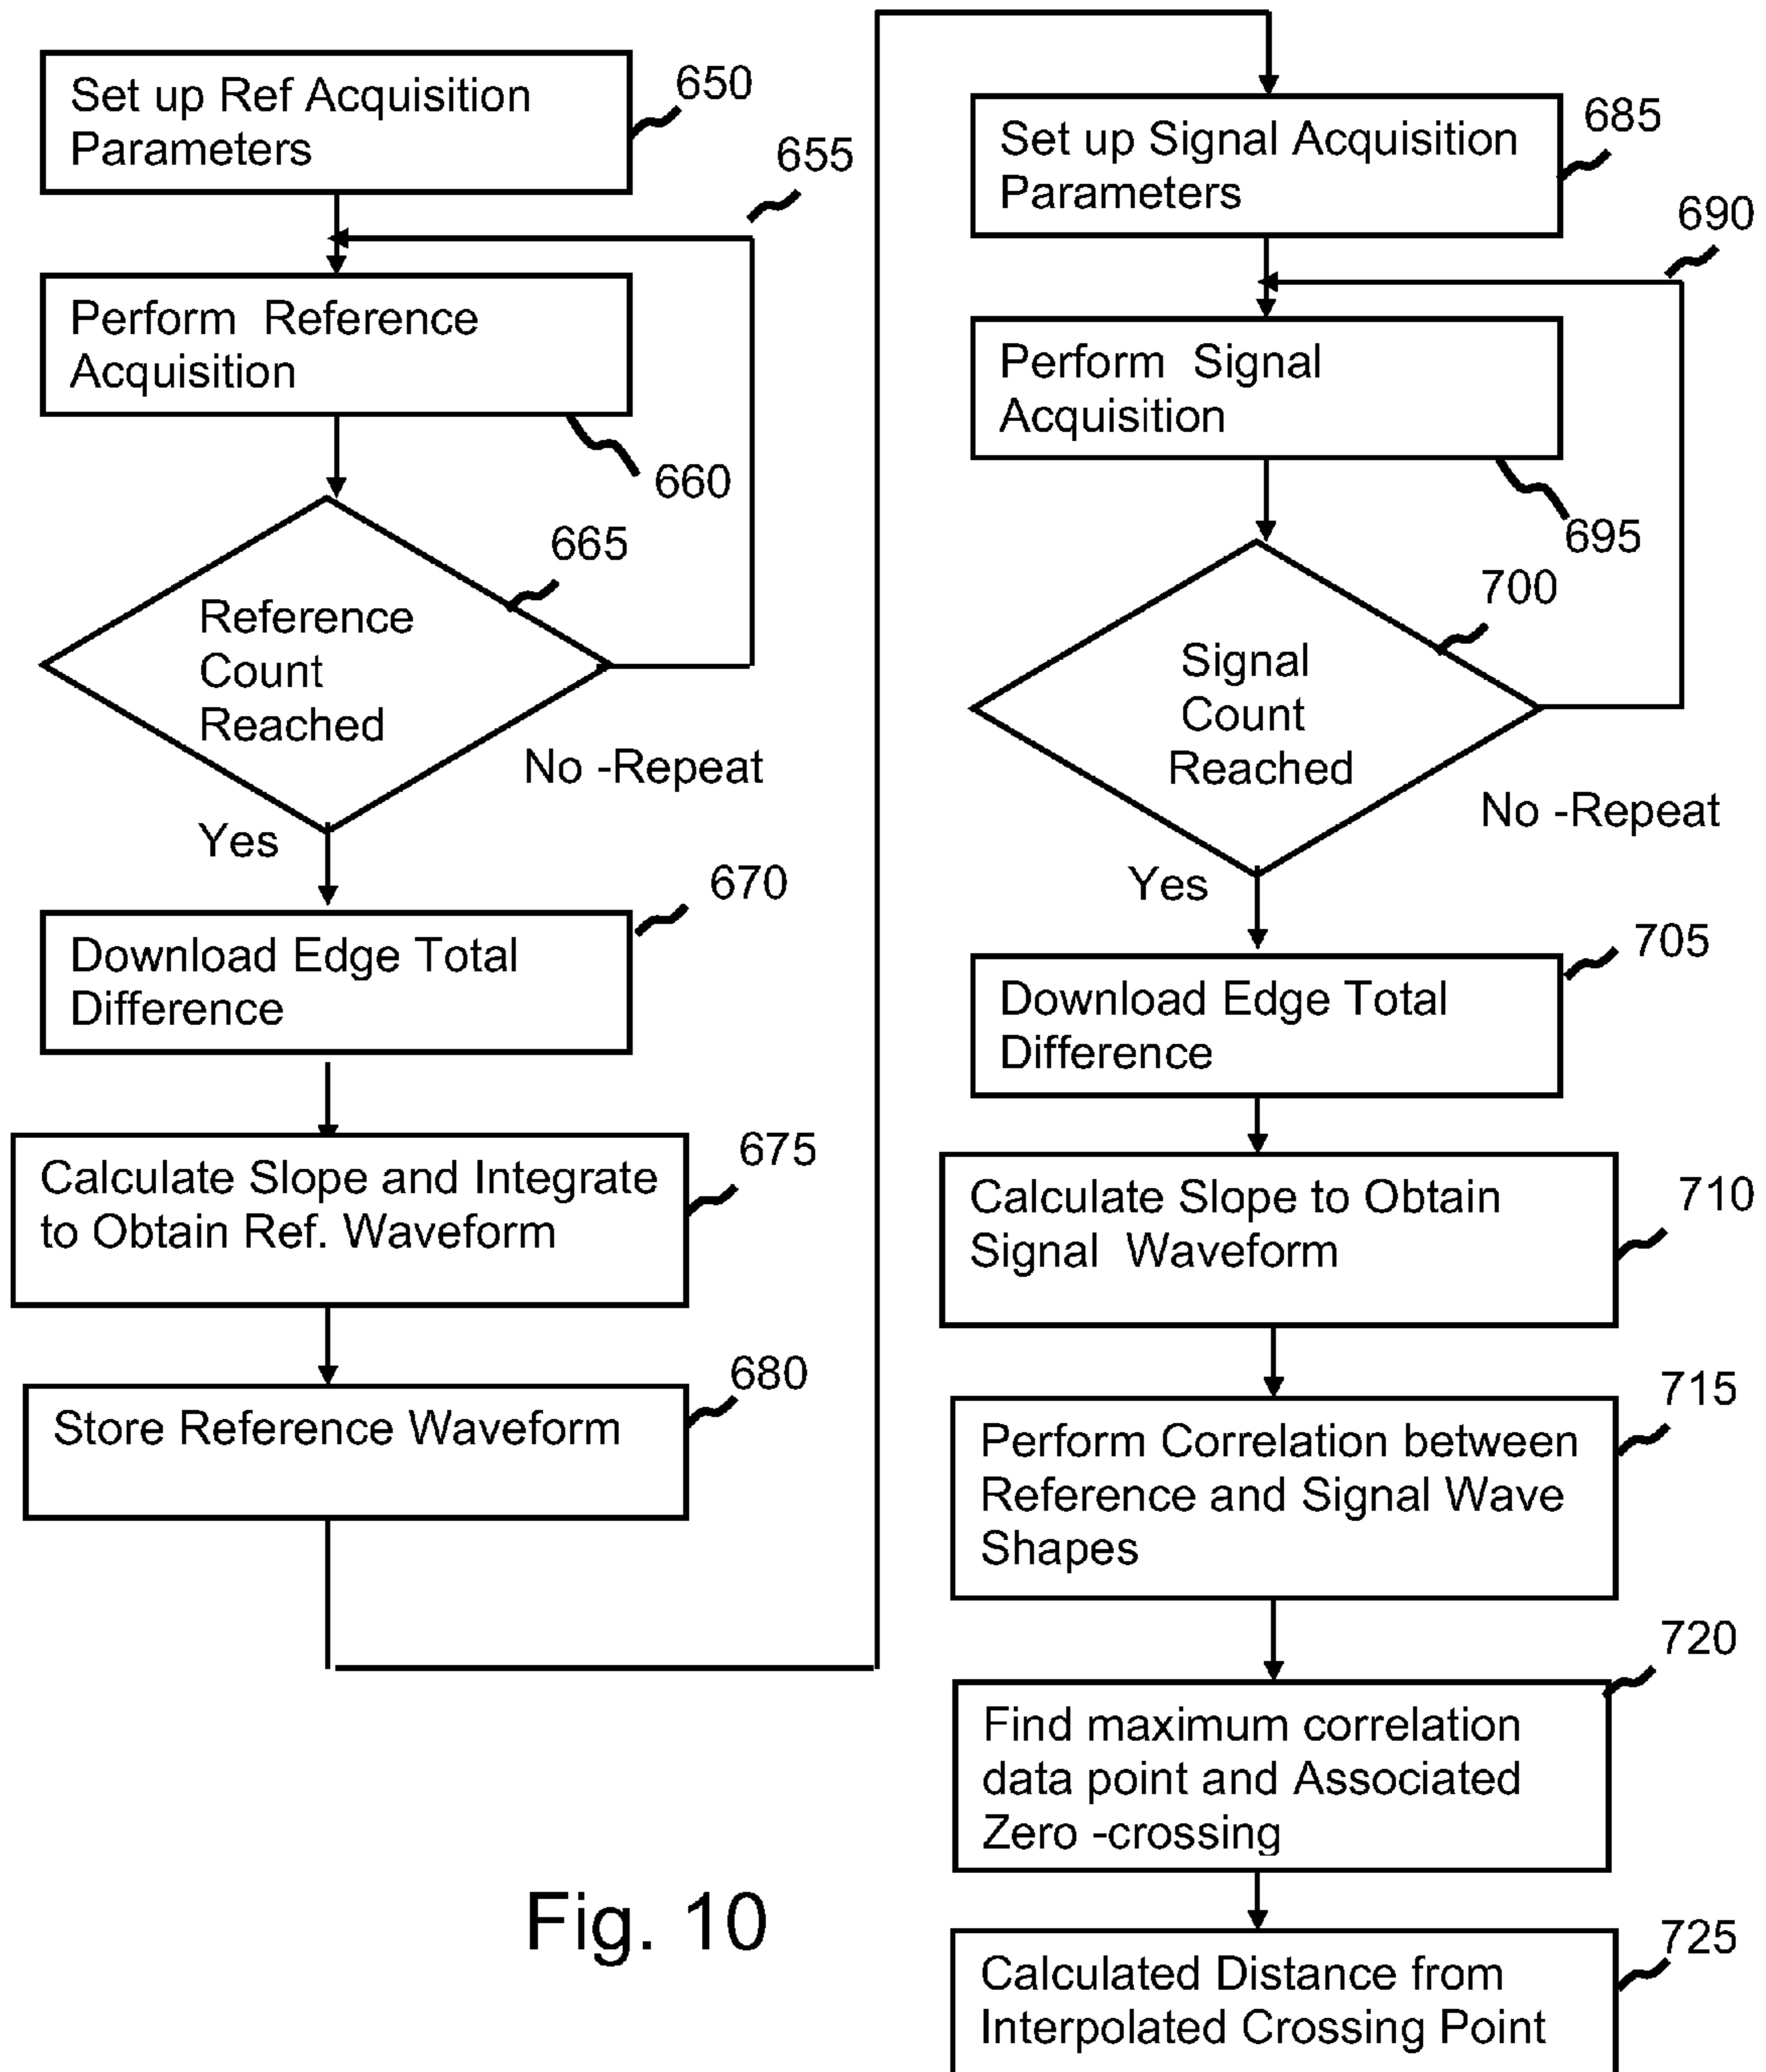 Set up Ref Acquisition
Parameters
650
655
Perform Reference
Acquisition
660
665
Reference
Count
Reached
No -Repeat
Yes
670
Download Edge Total
Difference
675
Calculate Slope and Integrate
to Obtain Ref. Waveform
680
Store Reference Waveform
685
Set up Signal Acquisition
Parameters
690
Perform Signal
Acquisition
695
700
Signal
Count
Reached
No -Repeat
Yes
705
Download Edge Total
Difference
710
Calculate Slope to Obtain
Signal Waveform
715
Perform Correlation between
Reference and Signal Wave
Shapes
720
Find maximum correlation
data point and Associated
Zero -crossing
725
Calculated Distance from
Interpolated Crossing Point
Fig. 10